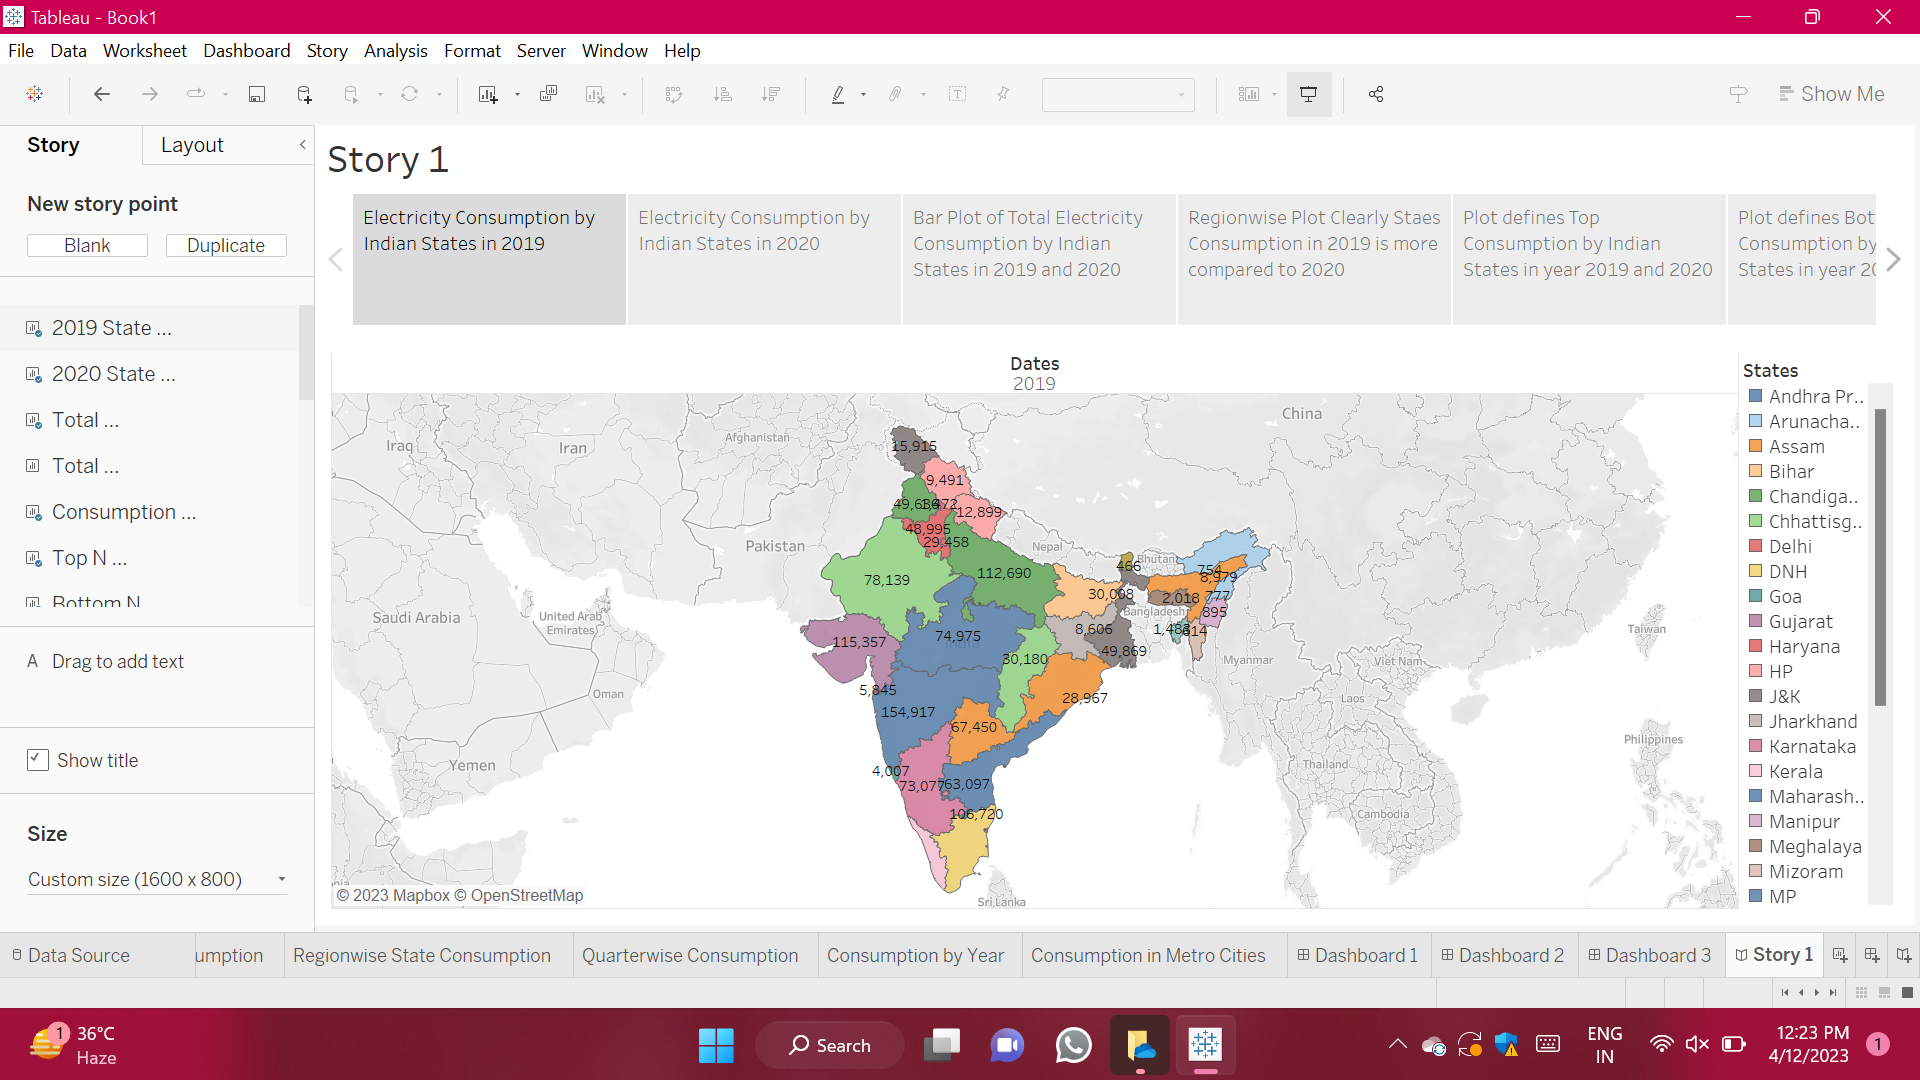 Tableau - Book1
File Data Worksheet Dashboard Story Analysis Format Server Window Help
Show Me
Story Layout
New story point
Blank Duplicate
2019 State ...
2020 State ...
Total ...
Total ...
Consumption ...
Top N ...
Bottom N
A Drag to add text
Show title
Size
Custom size (1600 x 800)
Story 1
Electricity Consumption by
Indian States in 2019
Electricity Consumption by
Indian States in 2020
Bar Plot of Total Electricity
Consumption by Indian
States in 2019 and 2020
Regionwise Plot Clearly Staes
Consumption in 2019 is more
compared to 2020
Plot defines Top
Consumption by Indian
States in year 2019 and 2020
Plot defines Bot
Consumption by
States in year 20
Dates
2019
China
Iraq
Iran
Afghanistan
Pakistan
Nepal
Bhutan
Saudi Arabia
United Arab
Emirates
Bangladesh
India
Oman
Yemen
Myanmar
Taiwan
Viet Nam
Laos
Thailand
Cambodia
Philippines
Sri Lanka
15,915
9,491
12,899
48,995
29,458
78,139
112,690
466
754
8,979
30,008
2,018
777
895
115,357
74,975
8,606
49,869
30,180
5,845
154,917
28,967
67,450
4,007
73,077
63,097
106,720
© 2023 Mapbox © OpenStreetMap
States
Andhra Pr..
Arunacha..
Assam
Bihar
Chandiga..
Chhattisg..
Delhi
DNH
Goa
Gujarat
Haryana
HP
J&K
Jharkhand
Karnataka
Kerala
Maharash..
Manipur
Meghalaya
Mizoram
MP
Data Source umption Regionwise State Consumption Quarterwise Consumption Consumption by Year Consumption in Metro Cities Dashboard 1 Dashboard 2 Dashboard 3 Story 1
1 36°C
Haze
Search
ENG
IN
12:23 PM
4/12/2023
1